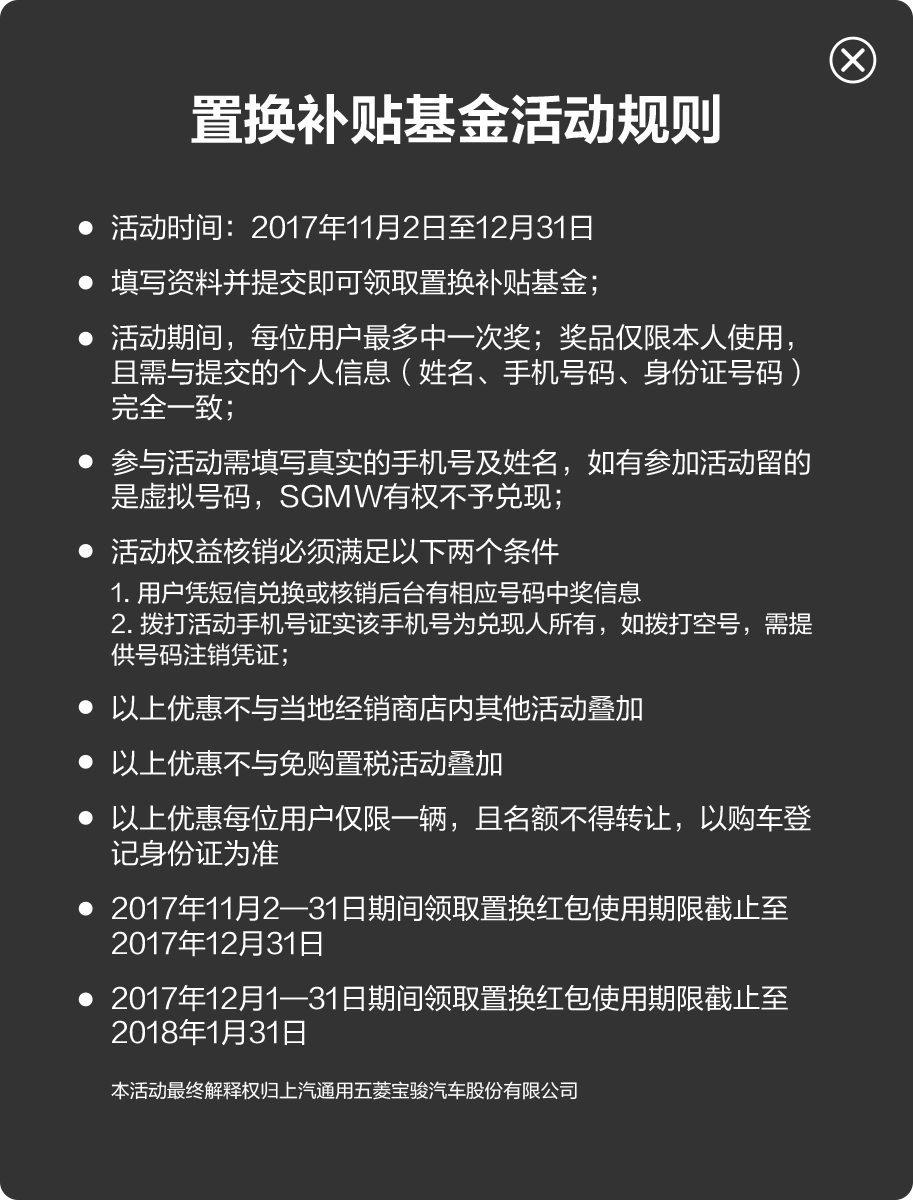 置换补贴基金活动规则
● 活动时间：2017年11月2日至12月31日
● 填写资料并提交即可领取置换补贴基金；
● 活动期间，每位用户最多中一次奖；奖品仅限本人使用，
且需与提交的个人信息（姓名、手机号码、身份证号码）
完全一致；
● 参与活动需填写真实的手机号及姓名，如有参加活动留的
是虚拟号码，SGMW有权不予兑现；
● 活动权益核销必须满足以下两个条件
1. 用户凭短信兑换或核销后台有相应号码中奖信息
2. 拨打活动手机号证实该手机号为兑现人所有，如拨打空号，需提
供号码注销凭证；
● 以上优惠不与当地经销商店内其他活动叠加
● 以上优惠不与免购置税活动叠加
● 以上优惠每位用户仅限一辆，且名额不得转让，以购车登
记身份证为准
● 2017年11月2—31日期间领取置换红包使用期限截止至
2017年12月31日
● 2017年12月1—31日期间领取置换红包使用期限截止至
2018年1月31日
本活动最终解释权归上汽通用五菱宝骏汽车股份有限公司